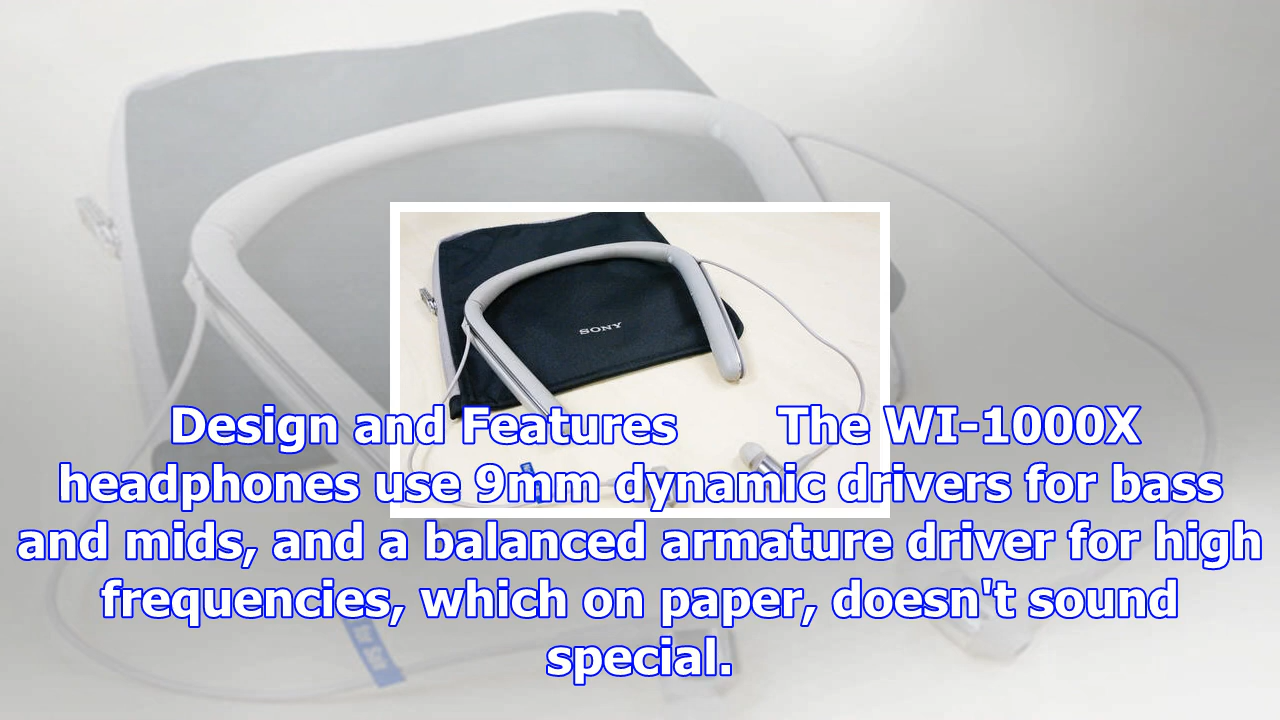 SONY
Design and Features The WI-1000X
headphones use 9mm dynamic drivers for bass
and mids, and a balanced armature driver for high
frequencies, which on paper, doesn't sound
special.